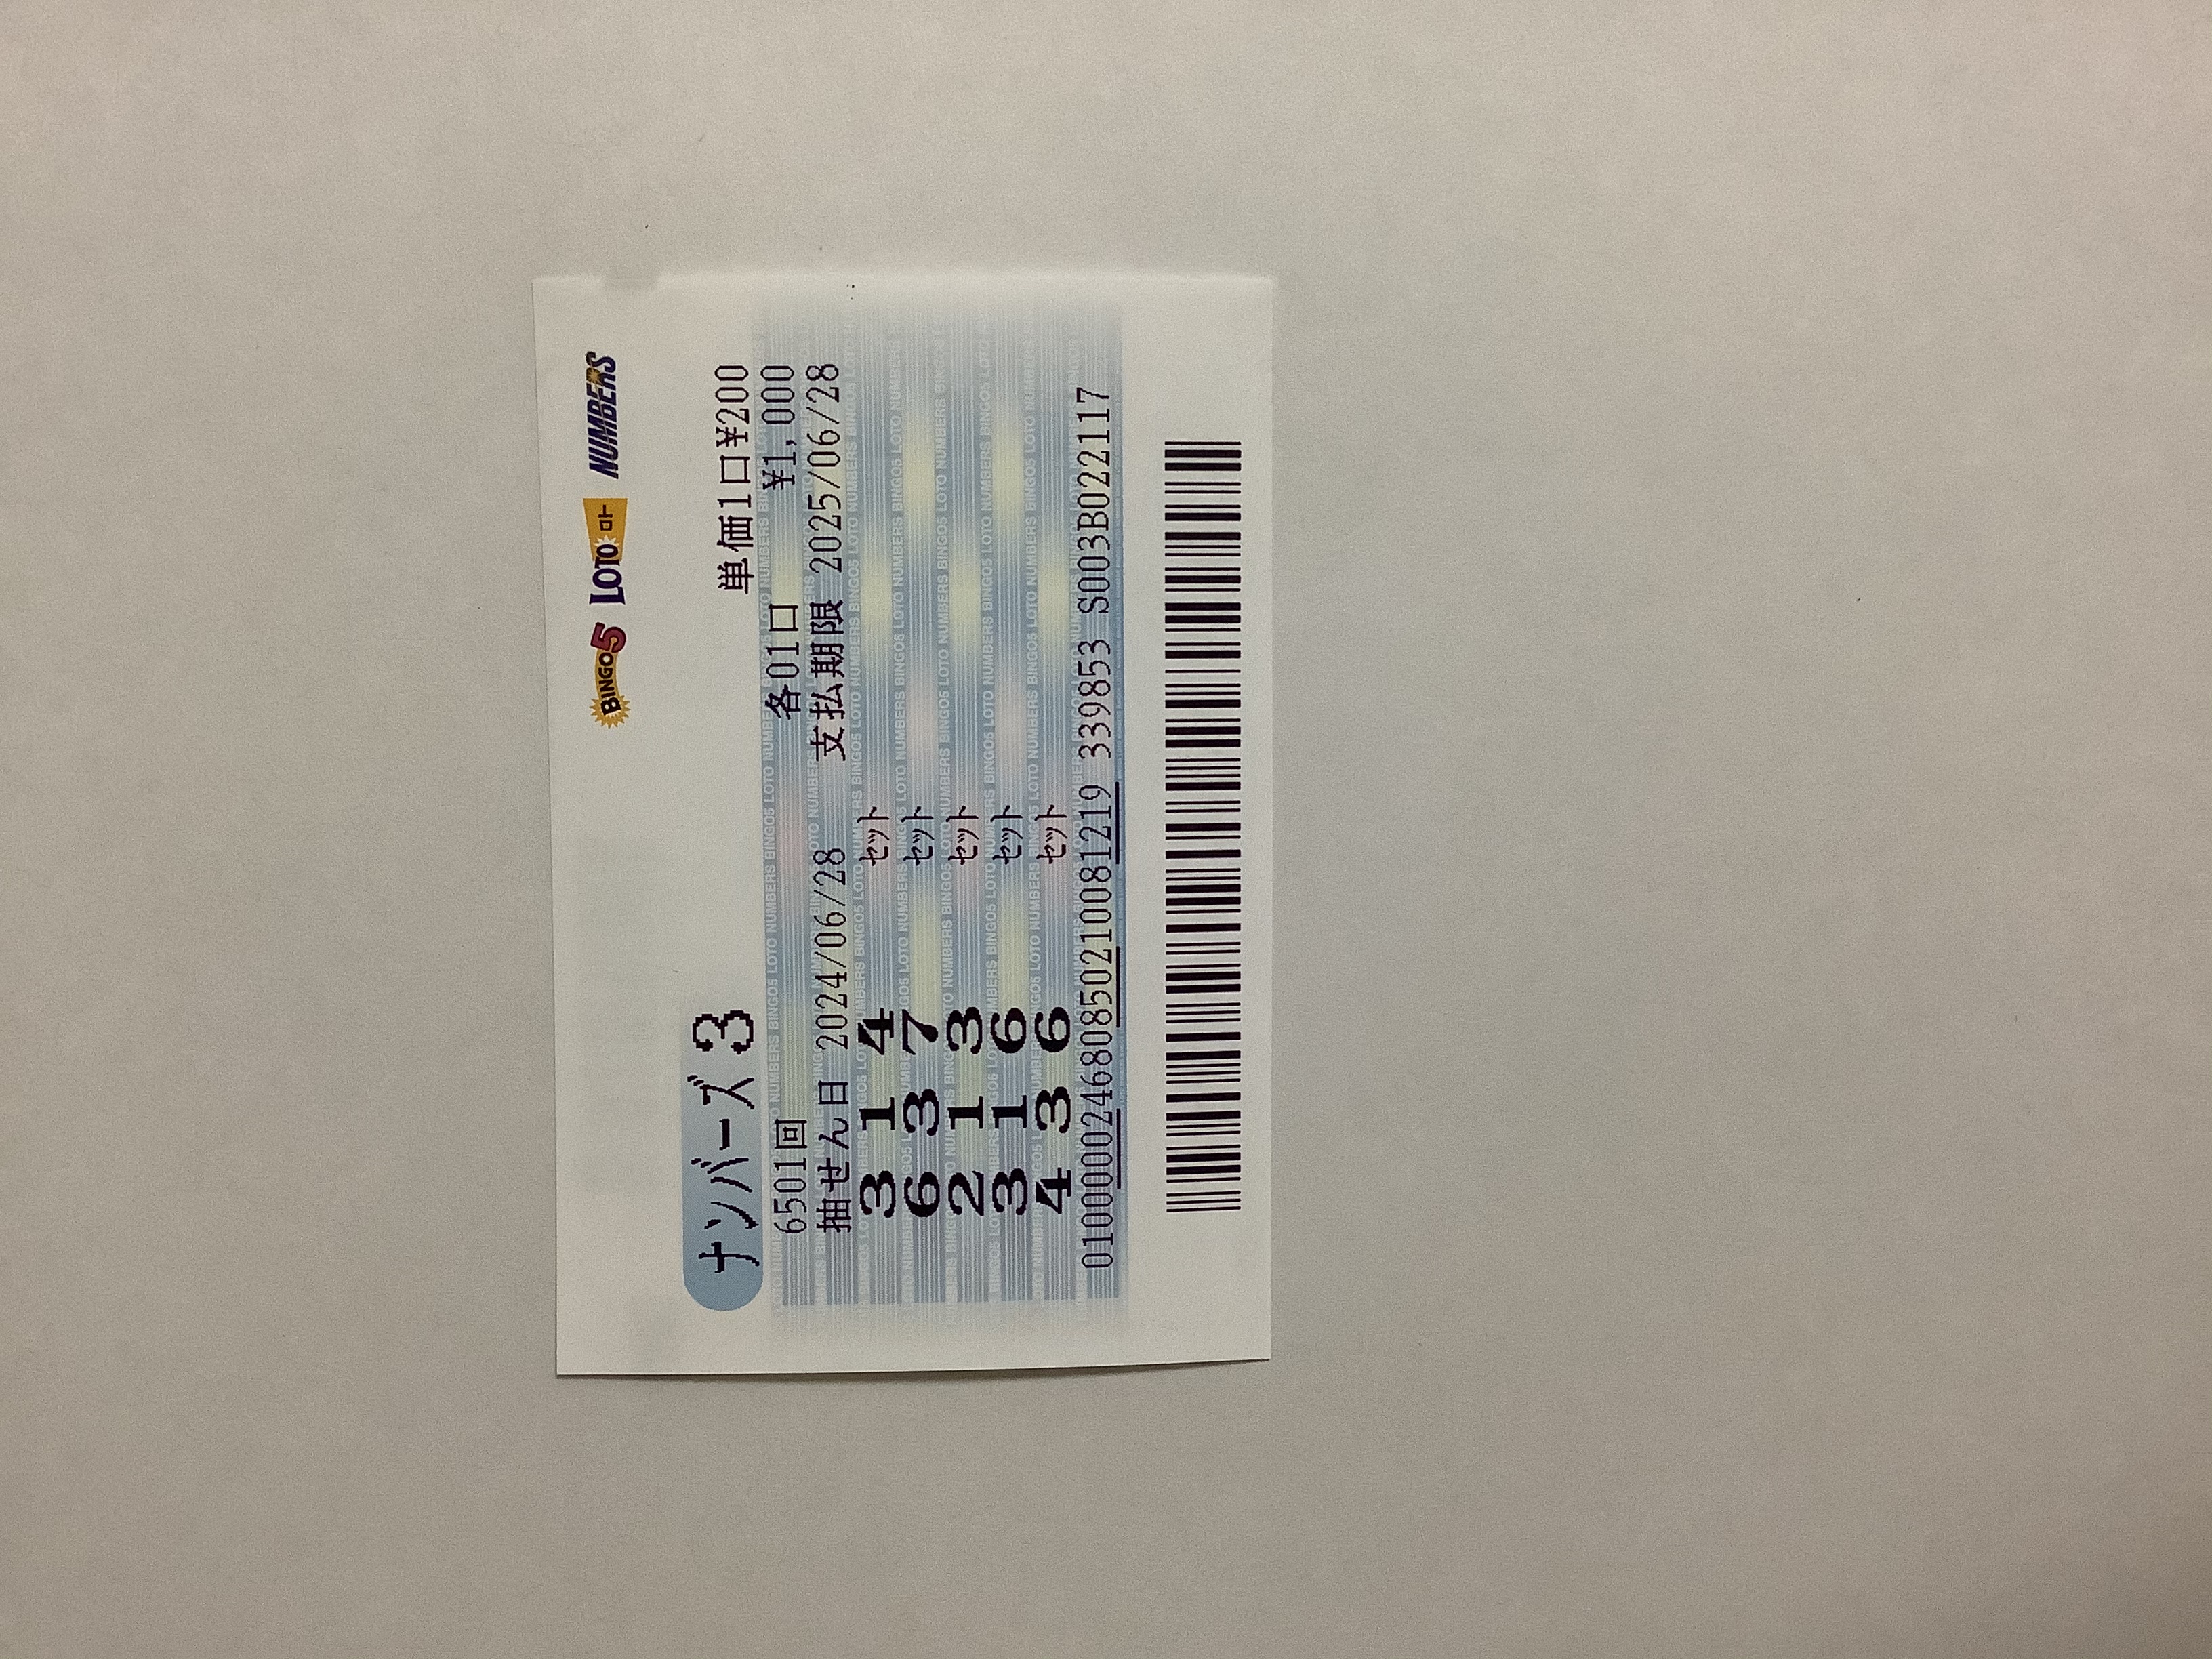 BINGO5 LOTO ロト NUMBERS
ナンバーズ3
単価1口¥200
6501回 各01口 ¥1,000
抽せん日 2024/06/28 支払期限 2025/06/28
3 1 4 セット
6 3 7 セット
2 1 3 セット
3 1 6 セット
4 3 6 セット
010000024680850210081219 339853 S003B022117